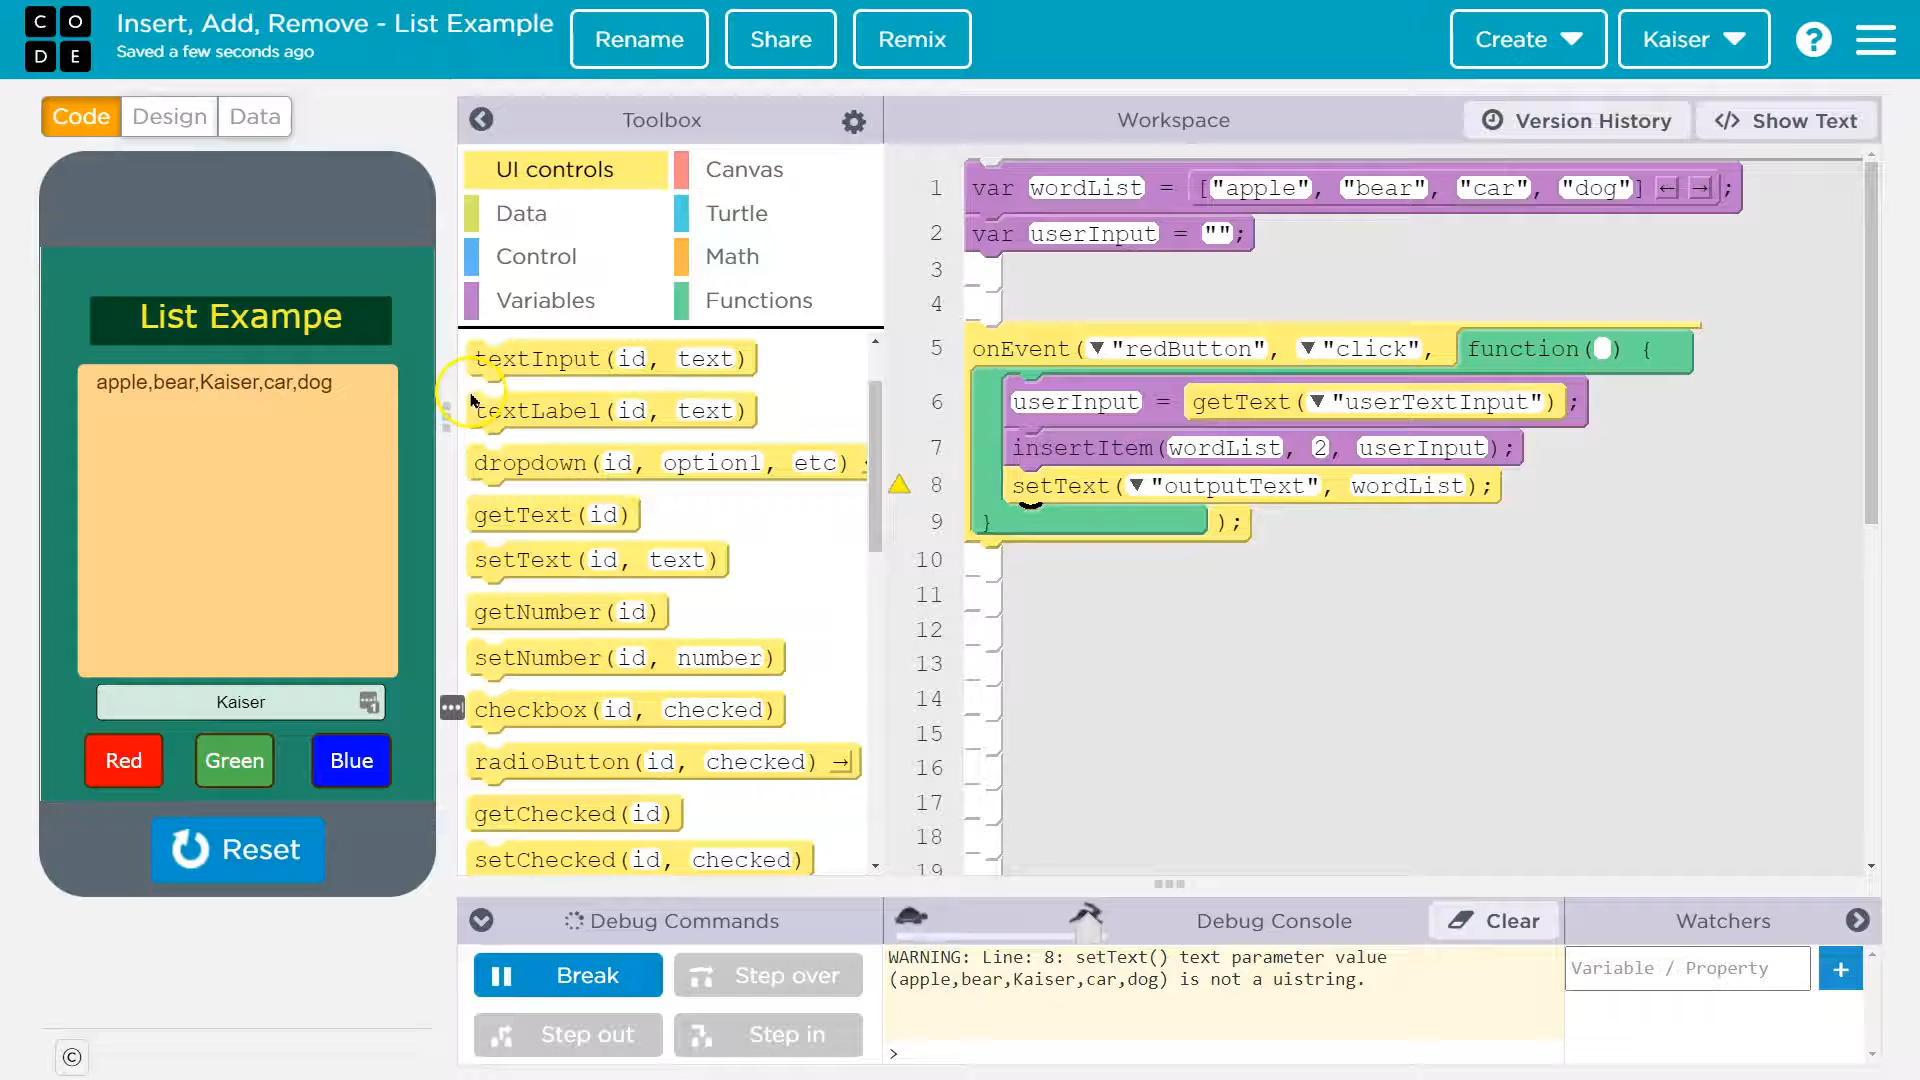 C O
D E
Insert, Add, Remove - List Example
Saved a few seconds ago
Rename
Share
Remix
Create
Kaiser
?
Code
Design
Data
List Exampe
apple,bear,Kaiser,car,dog
Kaiser
1
Red
Green
Blue
Reset
©
Toolbox
UI controls
Canvas
Data
Turtle
Control
Math
Variables
Functions
textInput(id, text)
textLabel(id, text)
dropdown(id, option1, etc)
getText(id)
setText(id, text)
getNumber(id)
setNumber(id, number)
checkbox(id, checked)
radioButton(id, checked) →
getChecked(id)
setChecked(id, checked)
Workspace
Version History
</> Show Text
1 var wordList = ["apple", "bear", "car", "dog"] ← → ;
2 var userInput = "";
3
4
5 onEvent(▼"redButton", ▼"click", function( ) {
6 userInput = getText(▼"userTextInput");
7 insertItem(wordList, 2, userInput);
8 setText(▼"outputText", wordList);
9 } );
10
11
12
13
14
15
16
17
18
19
Debug Commands
Break
Step over
Step out
Step in
Debug Console
Clear
WARNING: Line: 8: setText() text parameter value
(apple,bear,Kaiser,car,dog) is not a uistring.
>
Watchers
Variable / Property
+